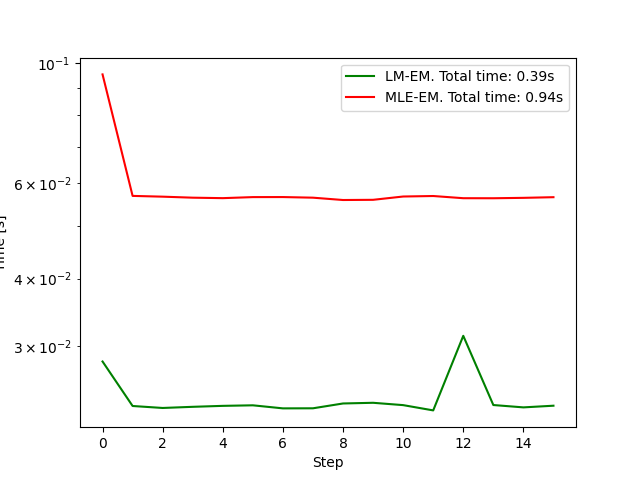 LM-EM. Total time: 0.39s
MLE-EM. Total time: 0.94s
10⁻¹
6 × 10⁻²
4 × 10⁻²
3 × 10⁻²
[s]
0 2 4 6 8 10 12 14
Step